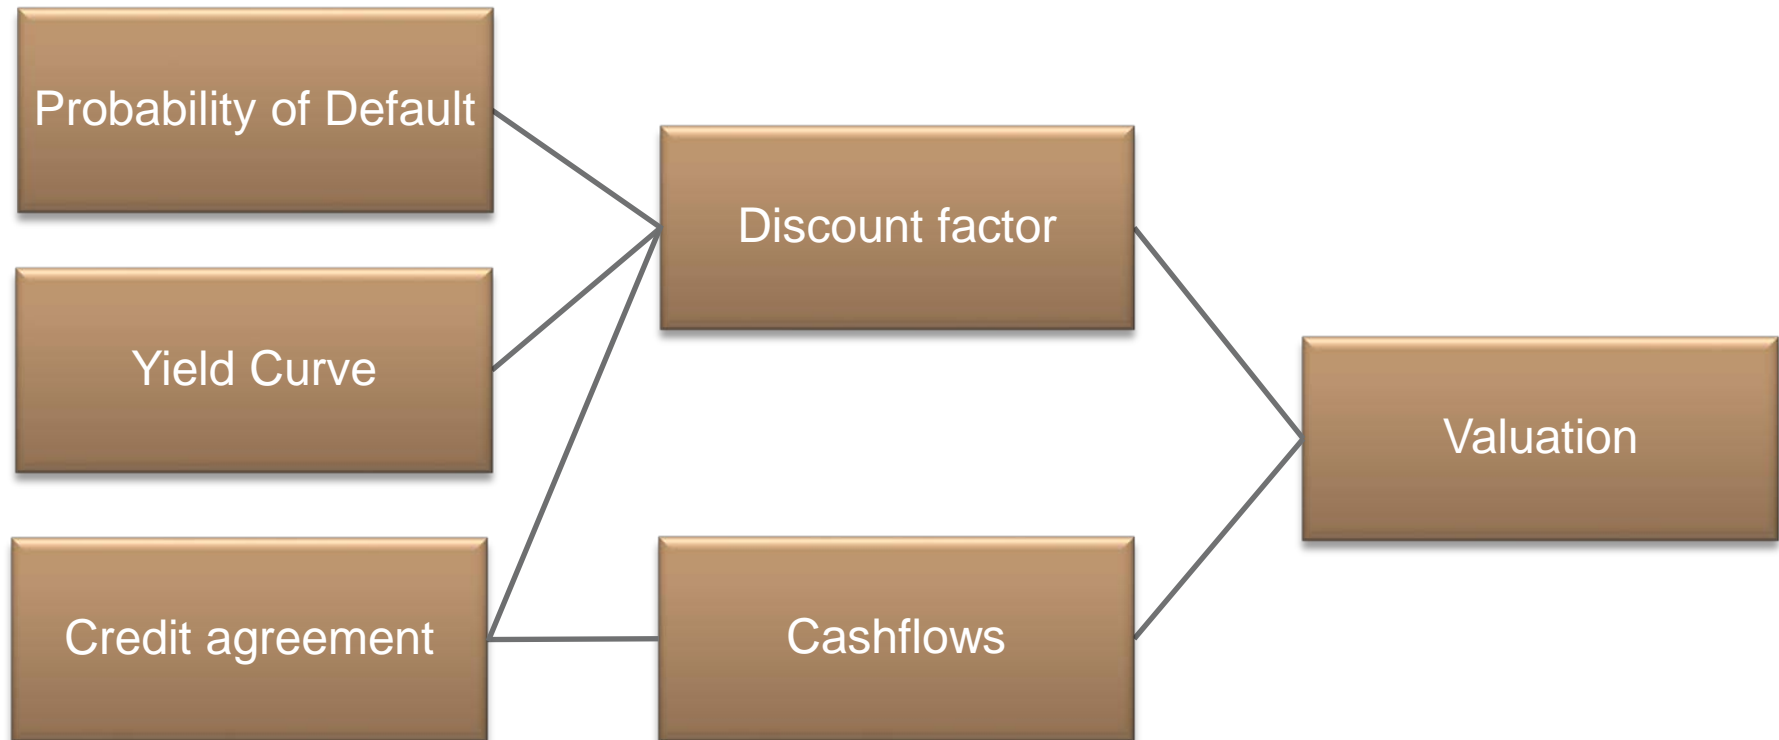 Probability of Default
Discount factor
Yield Curve
Valuation
Credit agreement
Cashflows